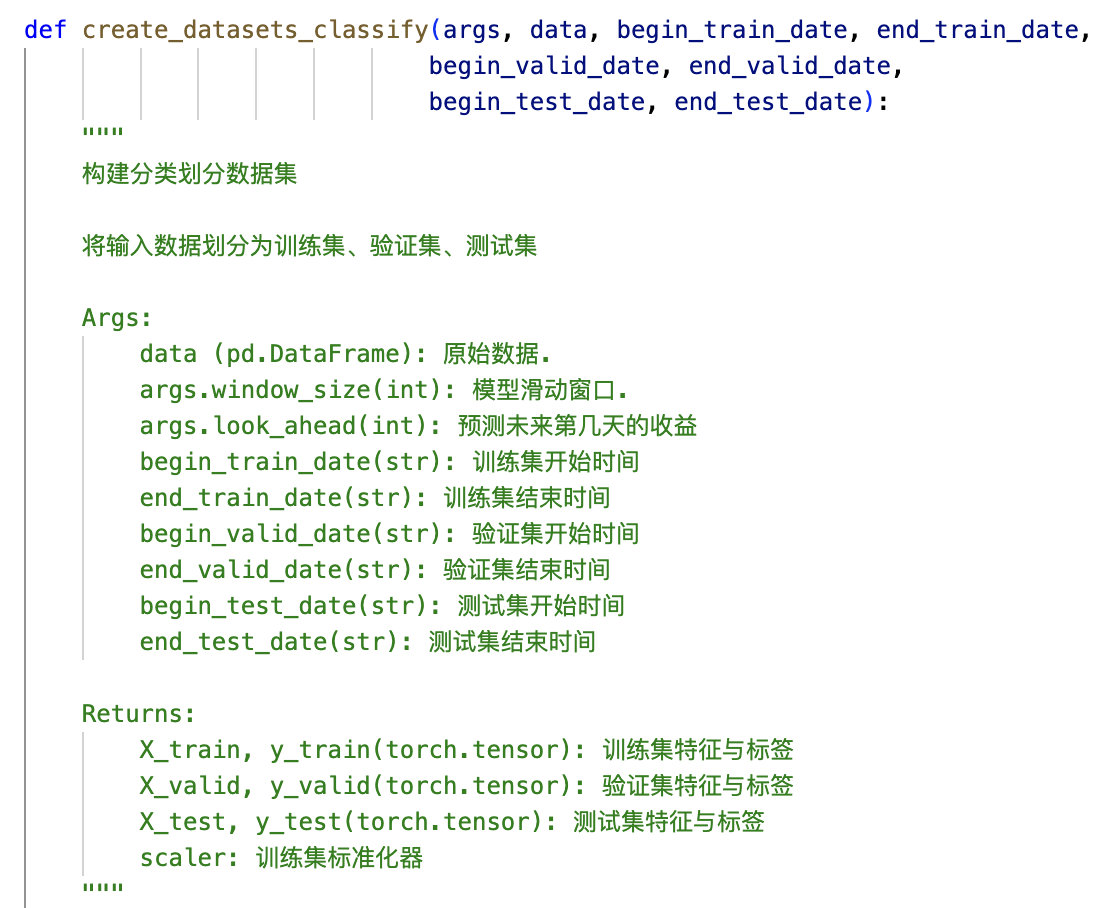 def create_datasets_classify(args, data, begin_train_date, end_train_date,
begin_valid_date, end_valid_date,
begin_test_date, end_test_date):
"""
构建分类划分数据集
将输入数据划分为训练集、验证集、测试集
Args:
data (pd.DataFrame): 原始数据.
args.window_size(int): 模型滑动窗口.
args.look_ahead(int): 预测未来第几天的收益
begin_train_date(str): 训练集开始时间
end_train_date(str): 训练集结束时间
begin_valid_date(str): 验证集开始时间
end_valid_date(str): 验证集结束时间
begin_test_date(str): 测试集开始时间
end_test_date(str): 测试集结束时间
Returns:
X_train, y_train(torch.tensor): 训练集特征与标签
X_valid, y_valid(torch.tensor): 验证集特征与标签
X_test, y_test(torch.tensor): 测试集特征与标签
scaler: 训练集标准化器
"""